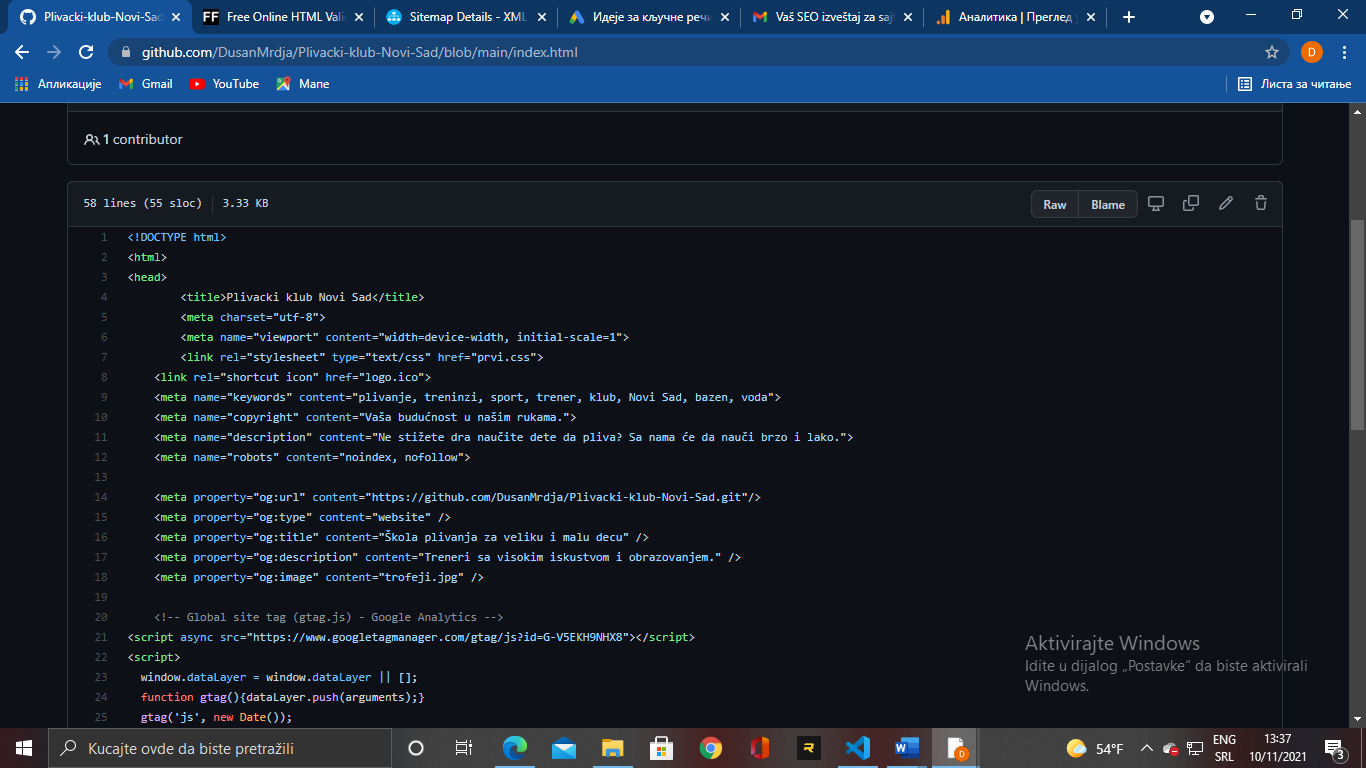 Plivacki-klub-Novi-Sad
Free Online HTML Vali
Sitemap Details - XML
Идеје за кључне речи
Vaš SEO izveštaj za saj
Аналитика | Преглед
github.com/DusanMrdja/Plivacki-klub-Novi-Sad/blob/main/index.html
D
Апликације
Gmail
YouTube
Мапе
Листа за читање
1 contributor
58 lines (55 sloc) 3.33 KB
Raw
Blame
1 <!DOCTYPE html>
2 <html>
3 <head>
4 <title>Plivacki klub Novi Sad</title>
5 <meta charset="utf-8">
6 <meta name="viewport" content="width=device-width, initial-scale=1">
7 <link rel="stylesheet" type="text/css" href="prvi.css">
8 <link rel="shortcut icon" href="logo.ico">
9 <meta name="keywords" content="plivanje, treninzi, sport, trener, klub, Novi Sad, bazen, voda">
10 <meta name="copyright" content="Vaša budućnost u našim rukama.">
11 <meta name="description" content="Ne stižete dra naučite dete da pliva? Sa nama će da nauči brzo i lako.">
12 <meta name="robots" content="noindex, nofollow">
13
14 <meta property="og:url" content="https://github.com/DusanMrdja/Plivacki-klub-Novi-Sad.git"/>
15 <meta property="og:type" content="website" />
16 <meta property="og:title" content="Škola plivanja za veliku i malu decu" />
17 <meta property="og:description" content="Treneri sa visokim iskustvom i obrazovanjem." />
18 <meta property="og:image" content="trofeji.jpg" />
19
20 <!-- Global site tag (gtag.js) - Google Analytics -->
21 <script async src="https://www.googletagmanager.com/gtag/js?id=G-V5EKH9NHX8"></script>
22 <script>
23 window.dataLayer = window.dataLayer || [];
24 function gtag(){dataLayer.push(arguments);}
25 gtag('js', new Date());
Aktivirajte Windows
Idite u dijalog „Postavke“ da biste aktivirali
Windows.
Kucajte ovde da biste pretražili
54°F
ENG
SRL
13:37
10/11/2021
3